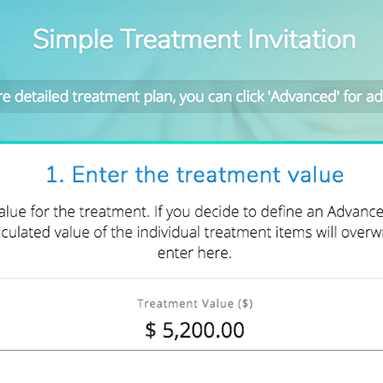 Simple Treatment Invitation
re detailed treatment plan, you can click 'Advanced' for ad
1. Enter the treatment value
alue for the treatment. If you decide to define an Advance
culated value of the individual treatment items will overw
enter here.
Treatment Value ($)
$ 5,200.00